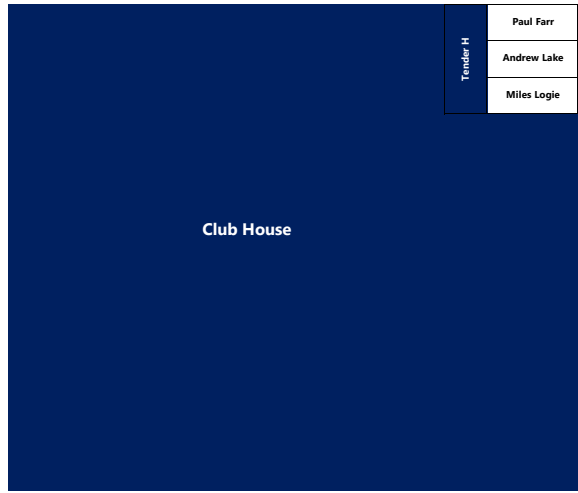 Tender H
Paul Farr
Andrew Lake
Miles Logie
Club House